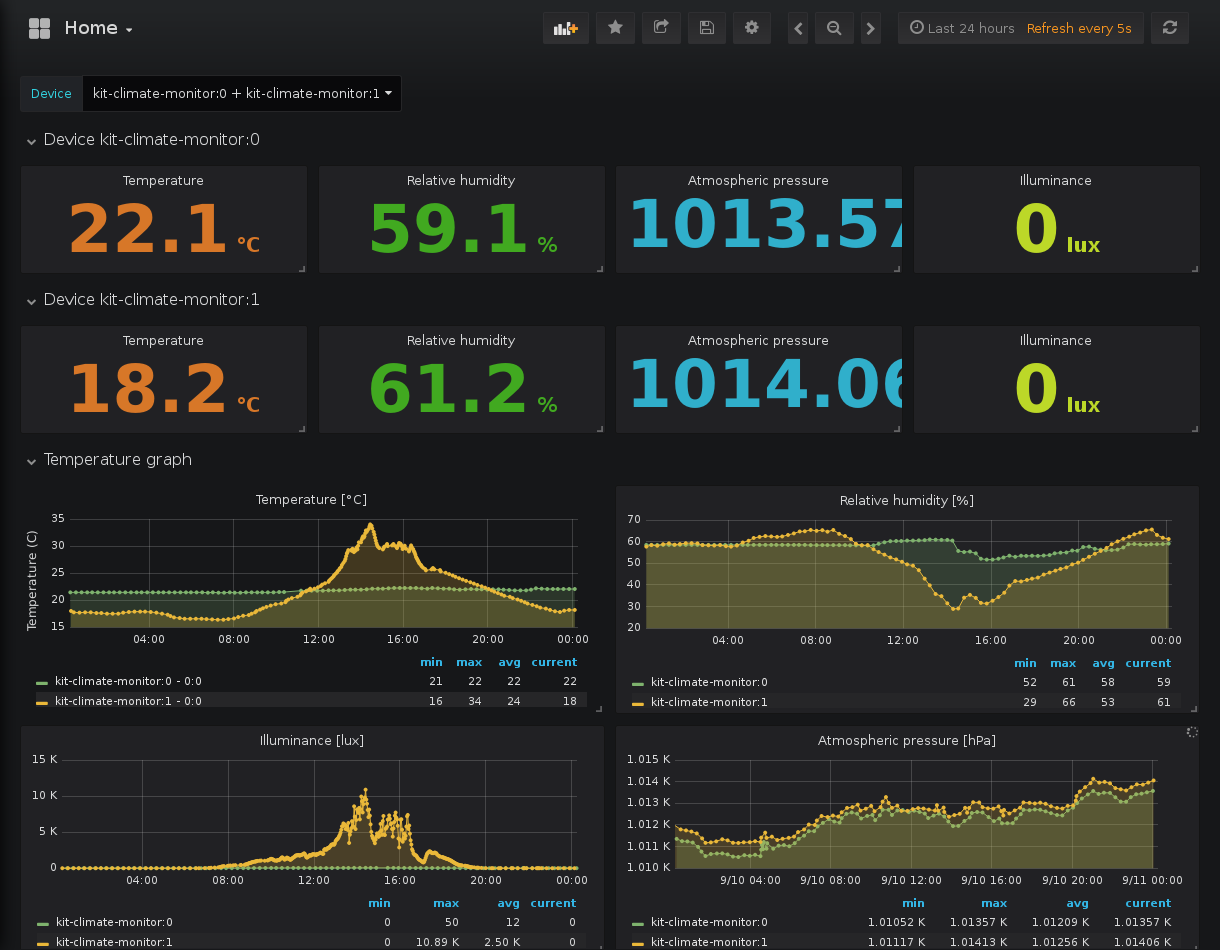 Home
Last 24 hours Refresh every 5s
Device kit-climate-monitor:0 + kit-climate-monitor:1
Device kit-climate-monitor:0
Temperature Relative humidity Atmospheric pressure Illuminance
22.1 °C 59.1 % 1013.57 0 lux
Device kit-climate-monitor:1
Temperature Relative humidity Atmospheric pressure Illuminance
18.2 °C 61.2 % 1014.06 0 lux
Temperature graph
Temperature [°C]
Temperature (C)
35
30
25
20
15
04:00 08:00 12:00 16:00 20:00 00:00
min max avg current
kit-climate-monitor:0 - 0:0 21 22 22 22
kit-climate-monitor:1 - 0:0 16 34 24 18
Relative humidity [%]
70
60
50
40
30
20
04:00 08:00 12:00 16:00 20:00 00:00
min max avg current
kit-climate-monitor:0 52 61 58 59
kit-climate-monitor:1 29 66 53 61
Illuminance [lux]
15 K
10 K
5 K
0
04:00 08:00 12:00 16:00 20:00 00:00
min max avg current
kit-climate-monitor:0 0 50 12 0
kit-climate-monitor:1 0 10.89 K 2.50 K 0
Atmospheric pressure [hPa]
1.015 K
1.014 K
1.013 K
1.012 K
1.011 K
1.010 K
9/10 04:00 9/10 08:00 9/10 12:00 9/10 16:00 9/10 20:00 9/11 00:00
min max avg current
kit-climate-monitor:0 1.01052 K 1.01357 K 1.01209 K 1.01357 K
kit-climate-monitor:1 1.01117 K 1.01413 K 1.01256 K 1.01406 K